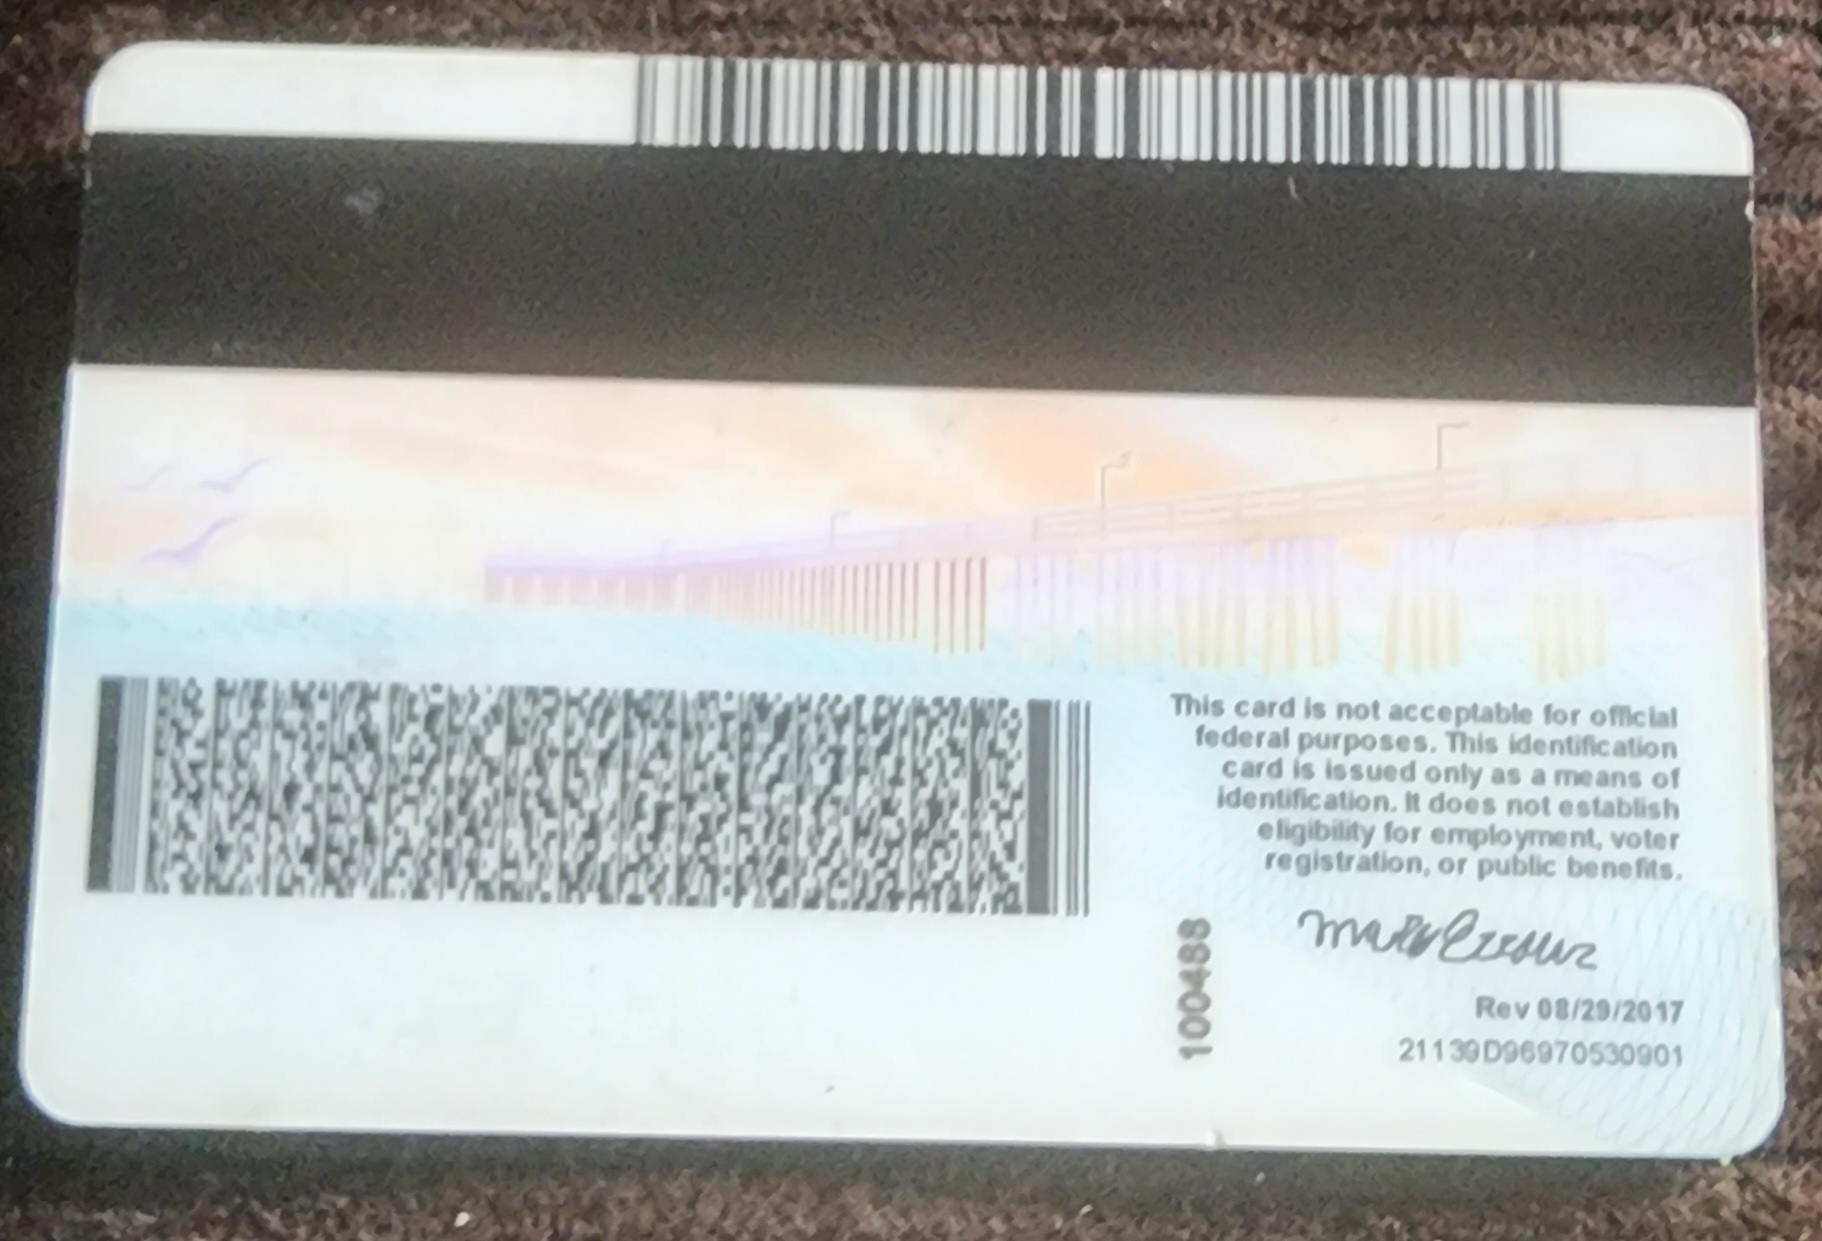 This card is not acceptable for official
federal purposes. This identification
card is issued only as a means of
identification. It does not establish
eligibility for employment, voter
registration, or public benefits.
100488
Rev 08/29/2017
21139D96970530901